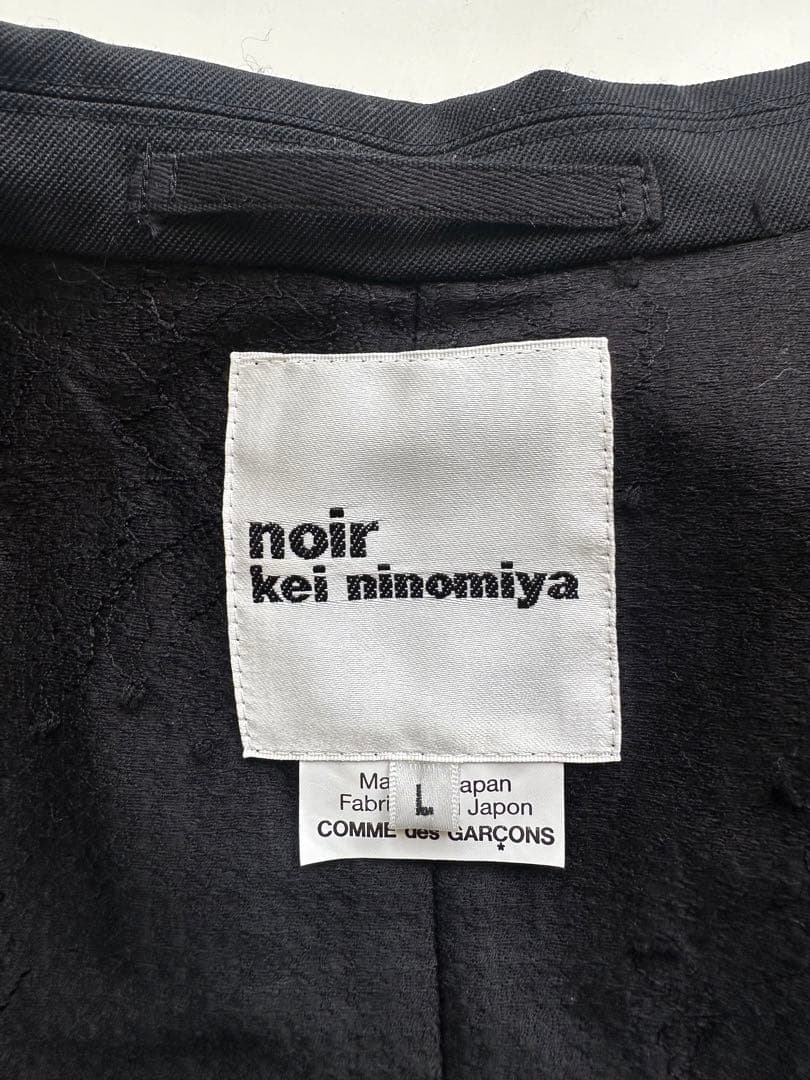 noir
kei ninomiya
L
Ma apan
Fabri Japon
COMME des GARÇONS